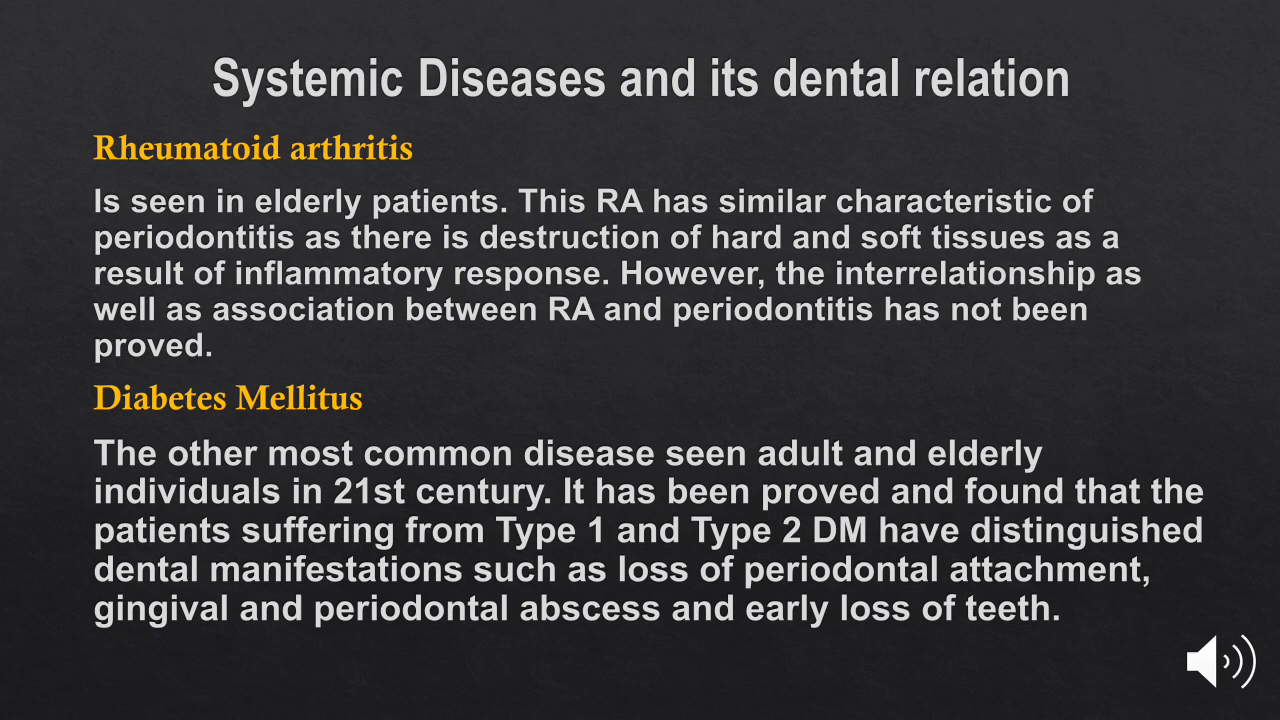 Systemic Diseases and its dental relation
Rheumatoid arthritis
Is seen in elderly patients. This RA has similar characteristic of
periodontitis as there is destruction of hard and soft tissues as a
result of inflammatory response. However, the interrelationship as
well as association between RA and periodontitis has not been
proved.
Diabetes Mellitus
The other most common disease seen adult and elderly
individuals in 21st century. It has been proved and found that the
patients suffering from Type 1 and Type 2 DM have distinguished
dental manifestations such as loss of periodontal attachment,
gingival and periodontal abscess and early loss of teeth.